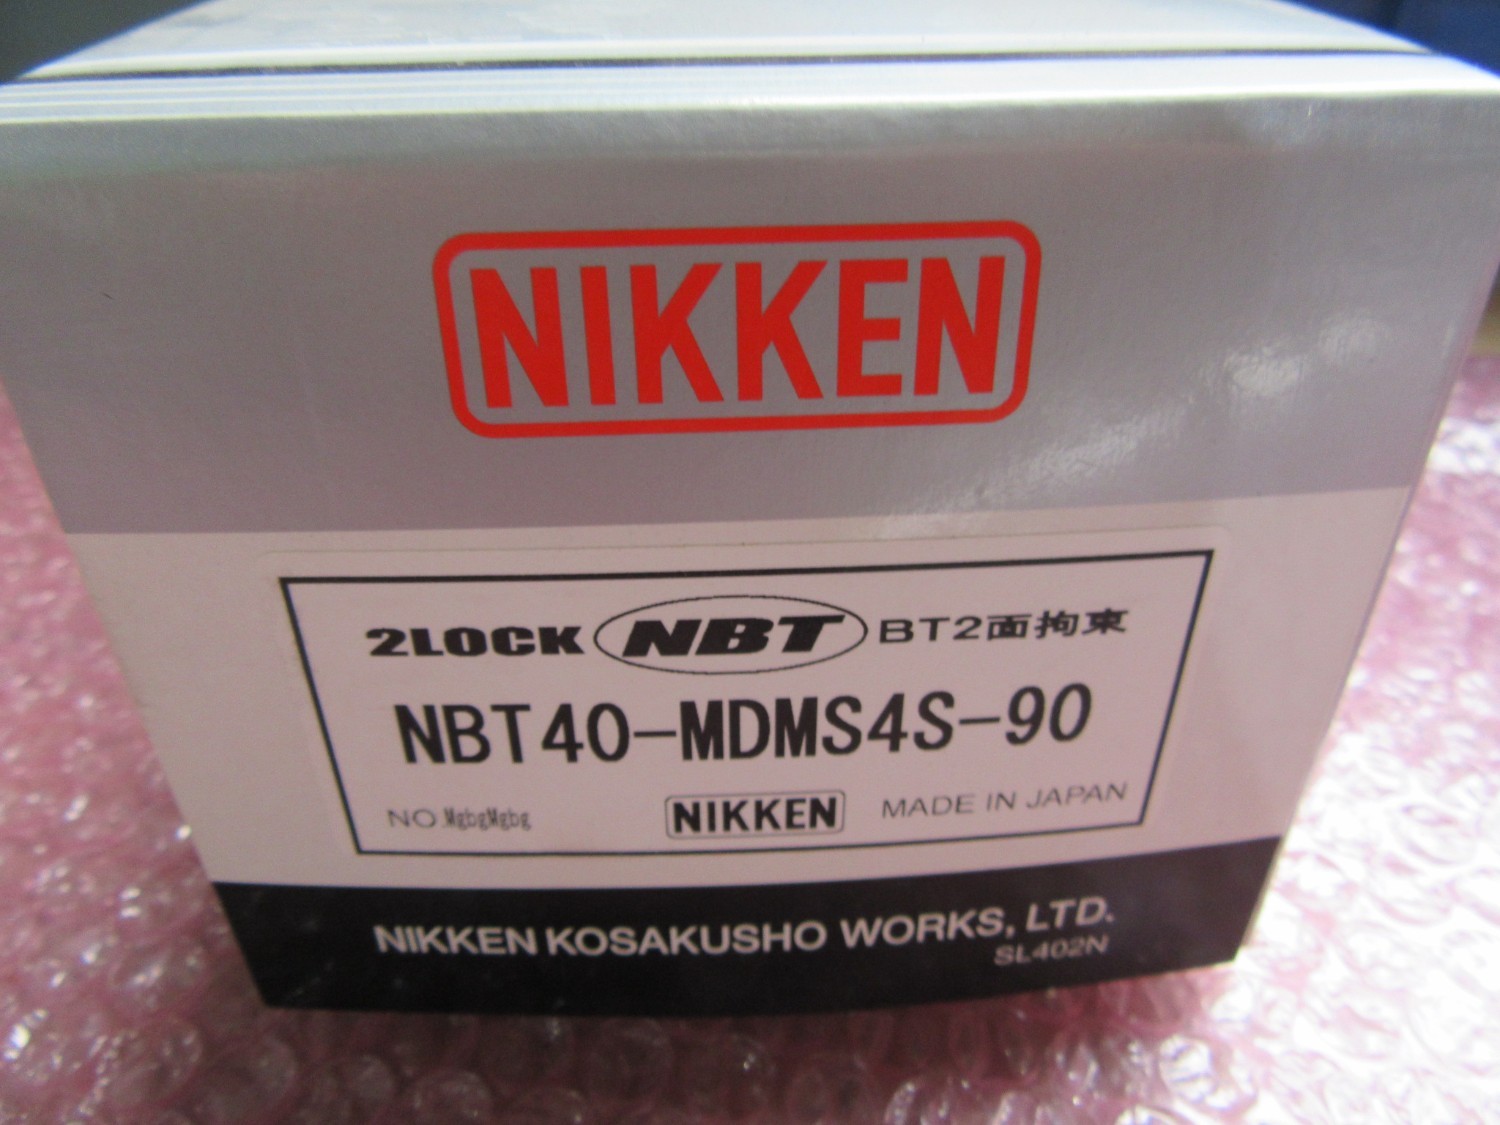 NIKKEN
2LOCK NBT BT2面拘束
NBT40-MDMS4S-90
NO.MgbgMgbg NIKKEN MADE IN JAPAN
NIKKEN KOSAKUSHO WORKS, LTD.
SL402N